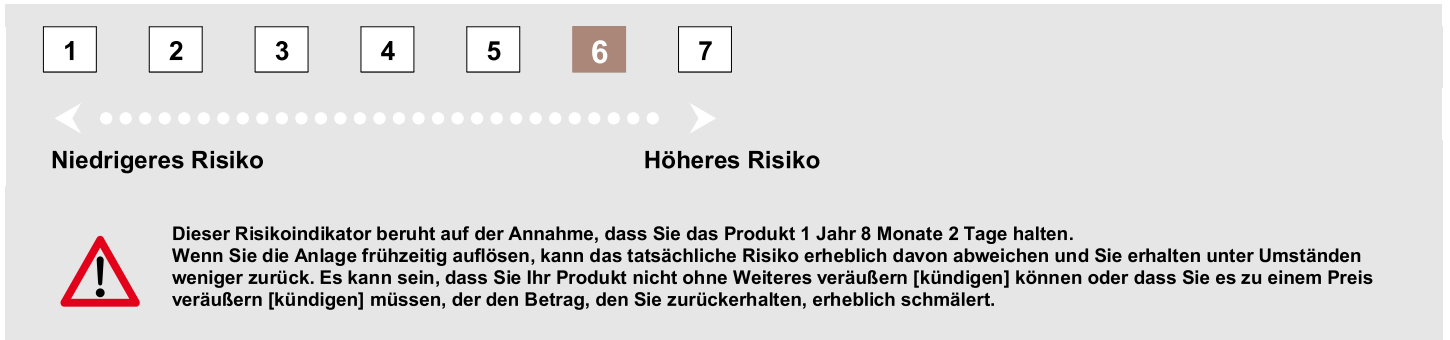 1 2 3 4 5 6 7
Niedrigeres Risiko Höheres Risiko
Dieser Risikoindikator beruht auf der Annahme, dass Sie das Produkt 1 Jahr 8 Monate 2 Tage halten.
Wenn Sie die Anlage frühzeitig auflösen, kann das tatsächliche Risiko erheblich davon abweichen und Sie erhalten unter Umständen
weniger zurück. Es kann sein, dass Sie Ihr Produkt nicht ohne Weiteres veräußern [kündigen] können oder dass Sie es zu einem Preis
veräußern [kündigen] müssen, der den Betrag, den Sie zurückerhalten, erheblich schmälert.